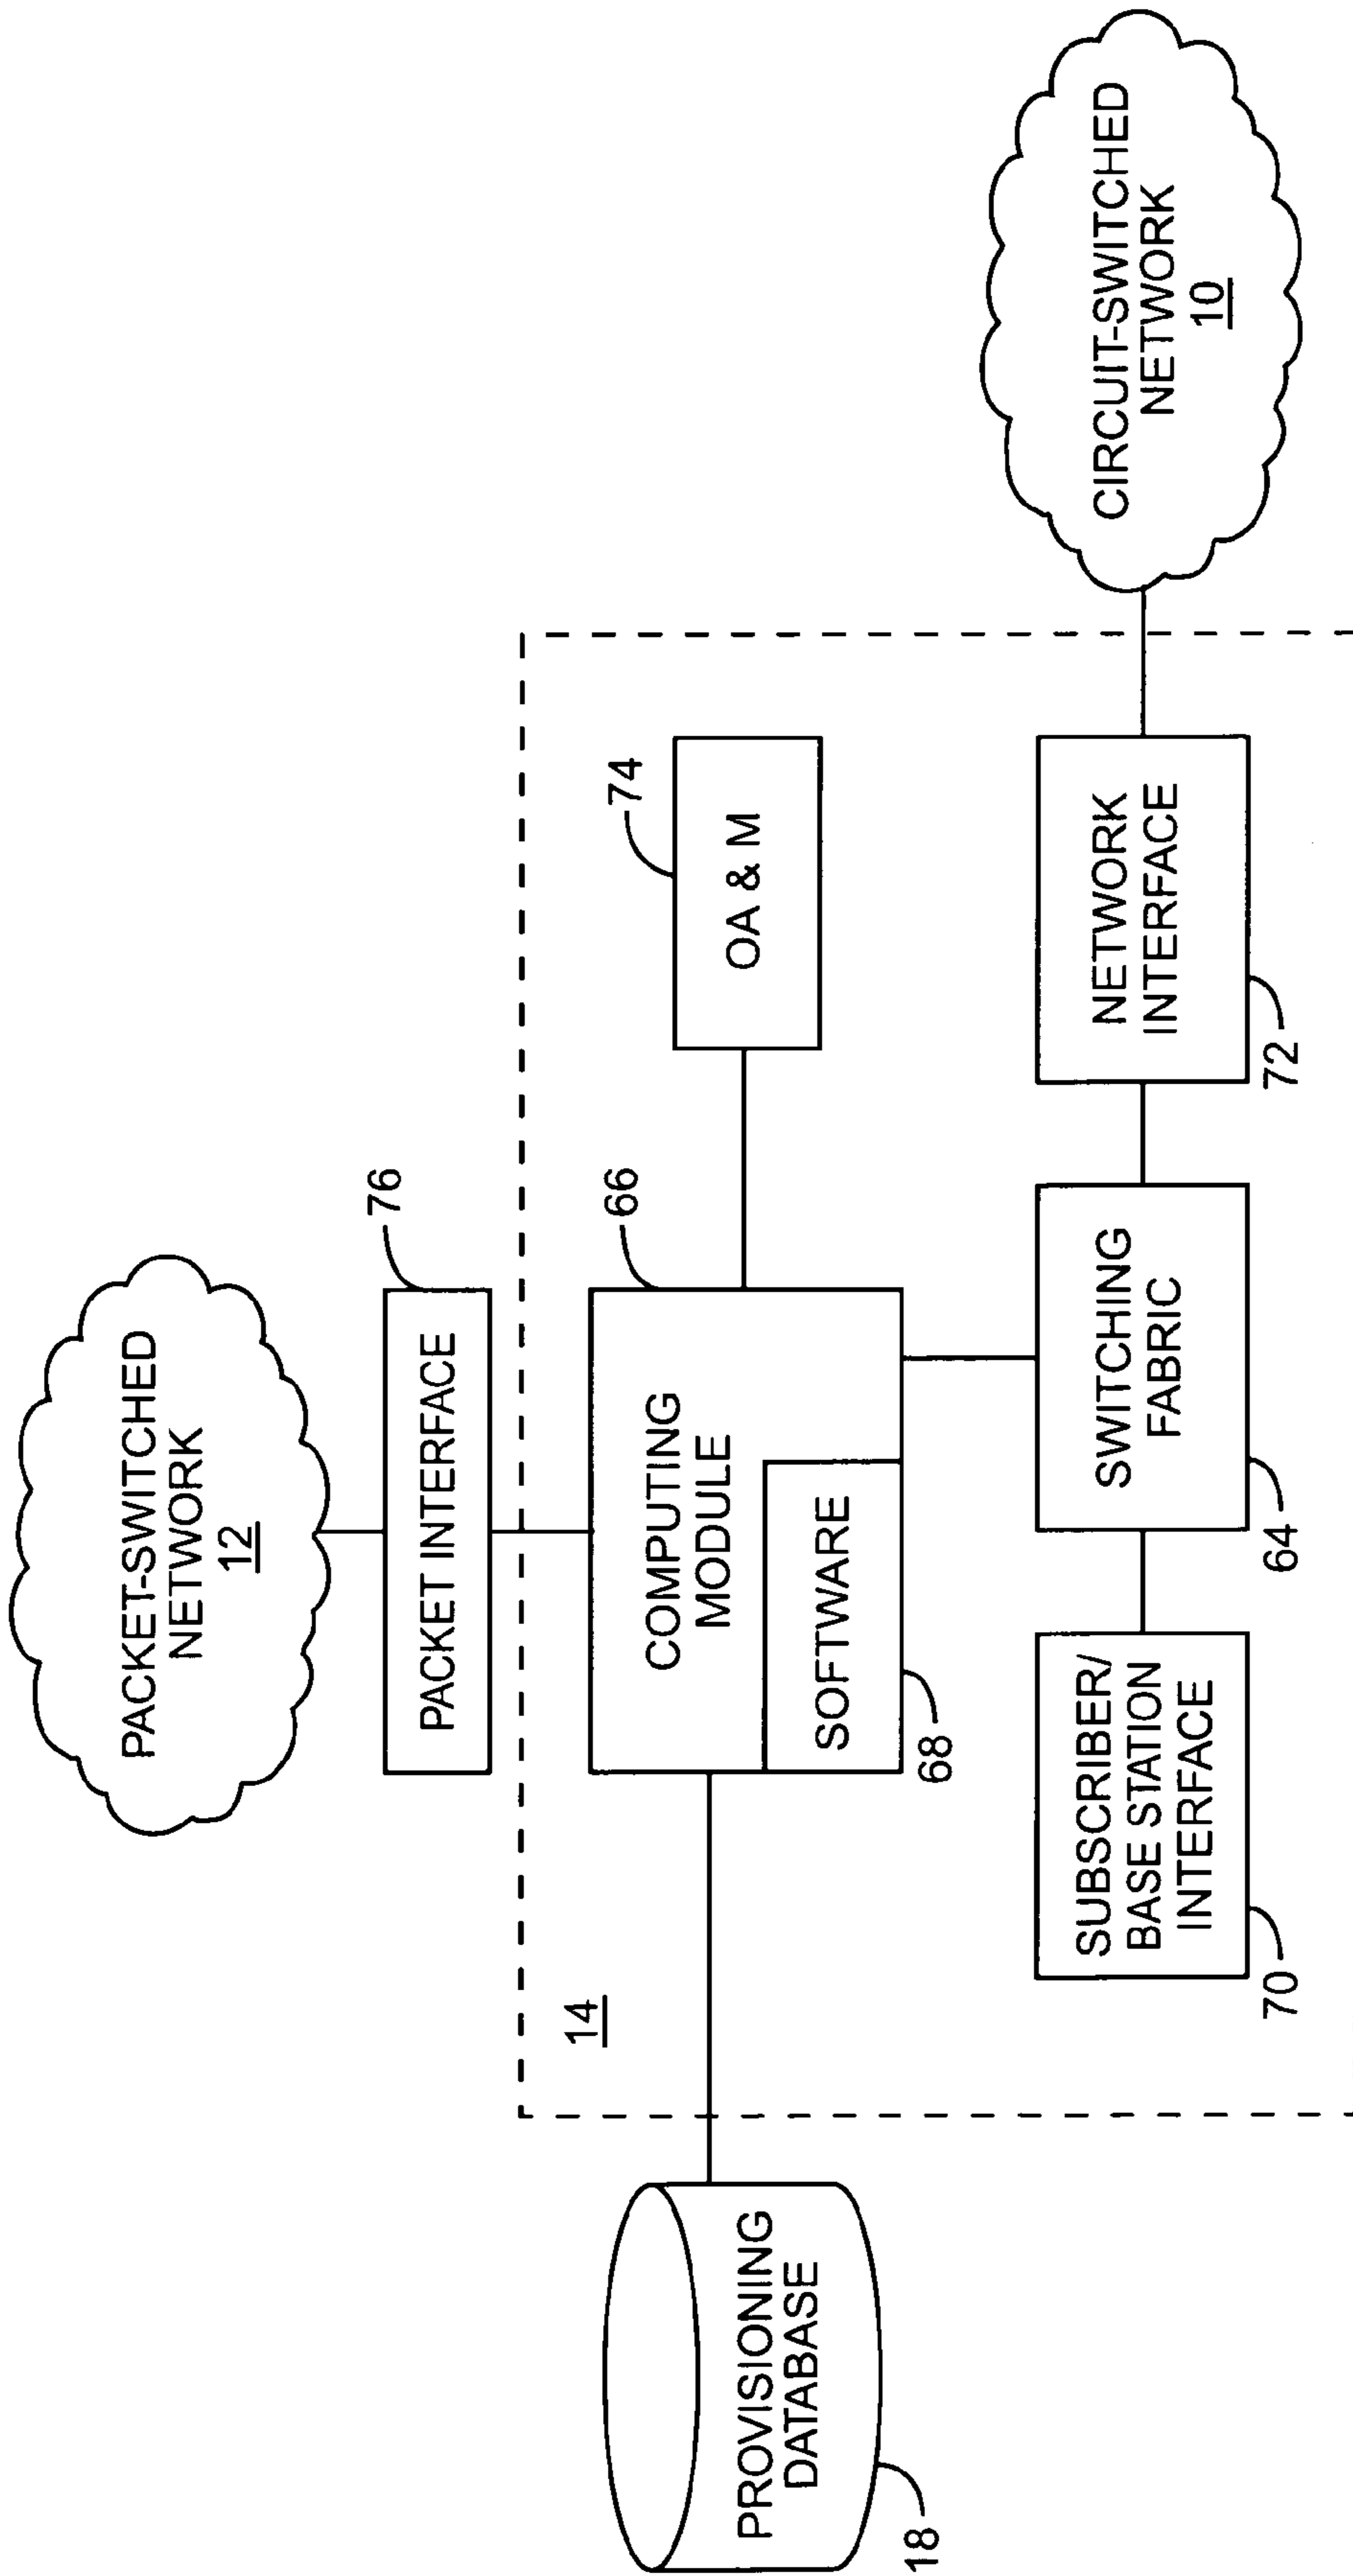 PACKET-SWITCHED
NETWORK
12
PACKET INTERFACE
76
14
COMPUTING
MODULE
66
SOFTWARE
68
OA & M
74
PROVISIONING
DATABASE
18
SUBSCRIBER/
BASE STATION
INTERFACE
70
SWITCHING
FABRIC
64
NETWORK
INTERFACE
72
CIRCUIT-SWITCHED
NETWORK
10